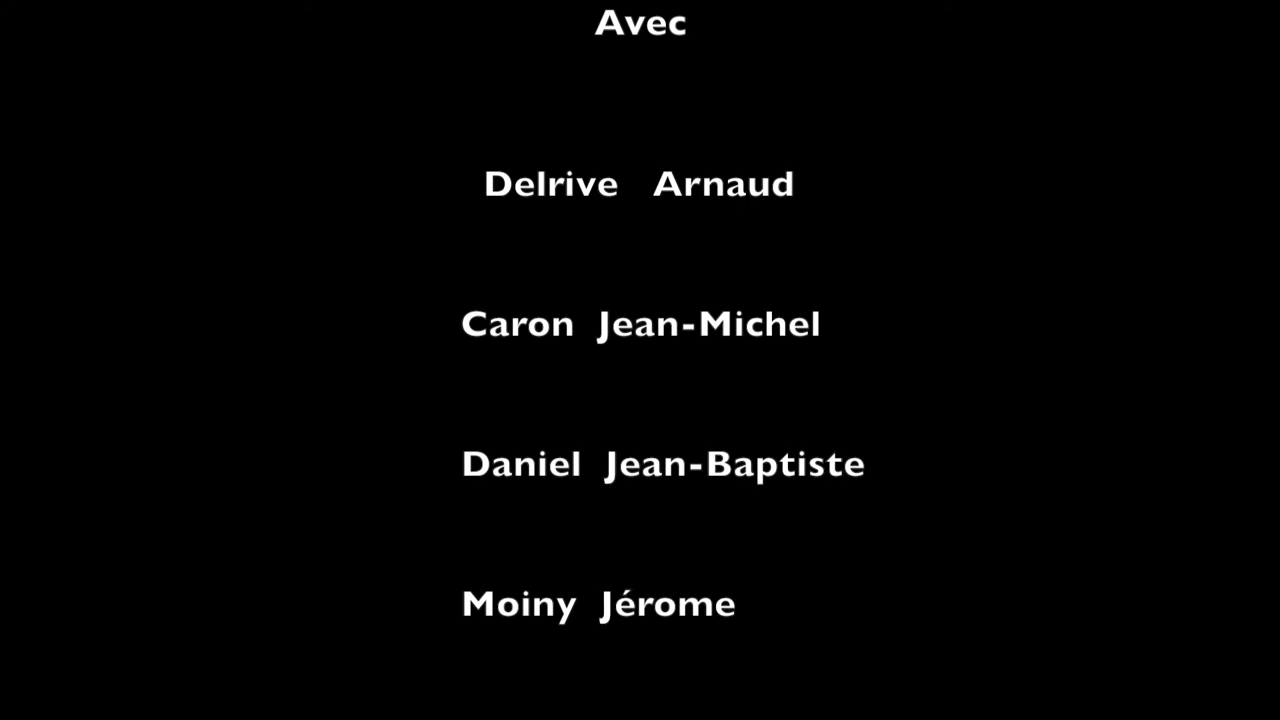 Avec
Delrive Arnaud
Caron Jean-Michel
Daniel Jean-Baptiste
Moiny Jérome